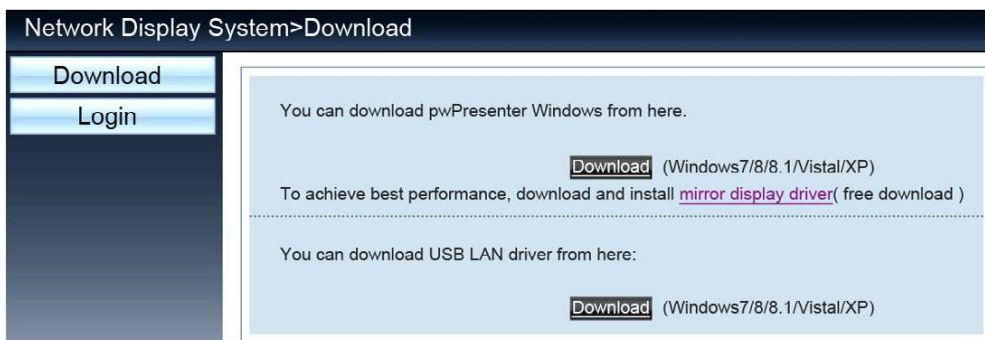 Network Display System>Download
Download
Login
You can download pwPresenter Windows from here.
Download (Windows7/8/8.1/Vistal/XP)
To achieve best performance, download and install mirror display driver( free download )
You can download USB LAN driver from here:
Download (Windows7/8/8.1/Vistal/XP)